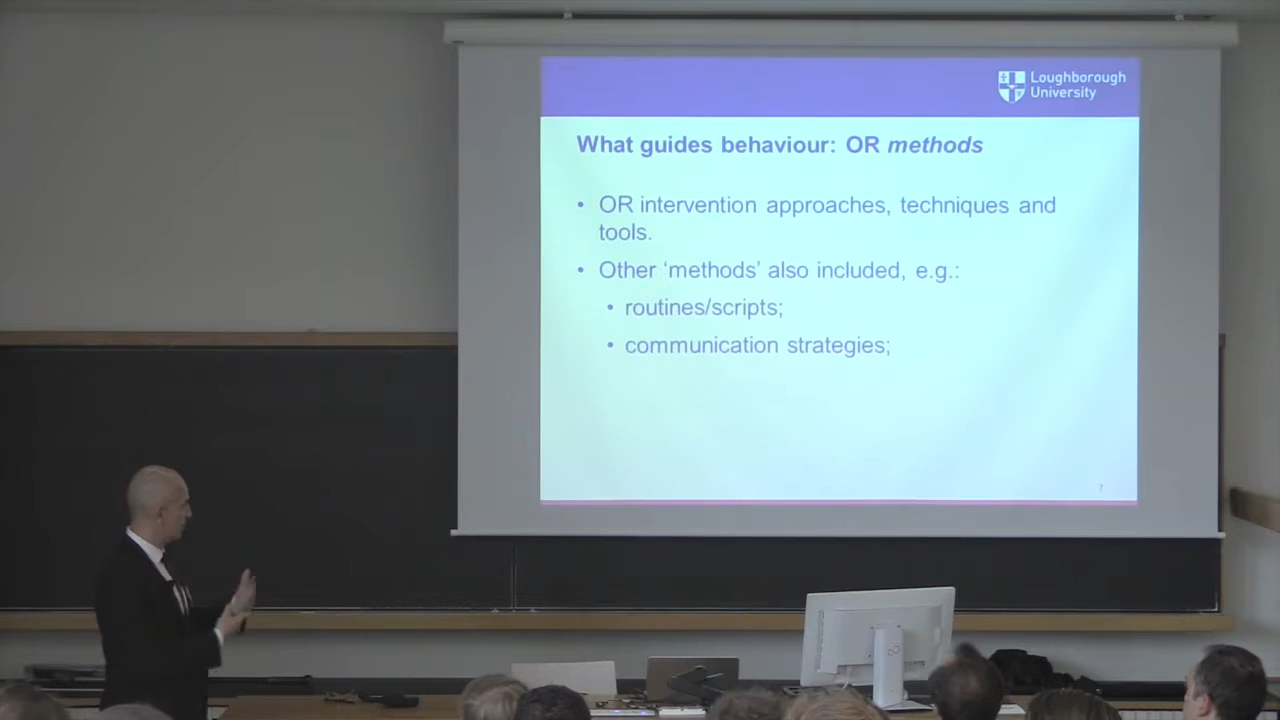 Loughborough
University
What guides behaviour: OR methods
• OR intervention approaches, techniques and
tools.
• Other ‘methods’ also included, e.g.:
• routines/scripts;
• communication strategies;
7